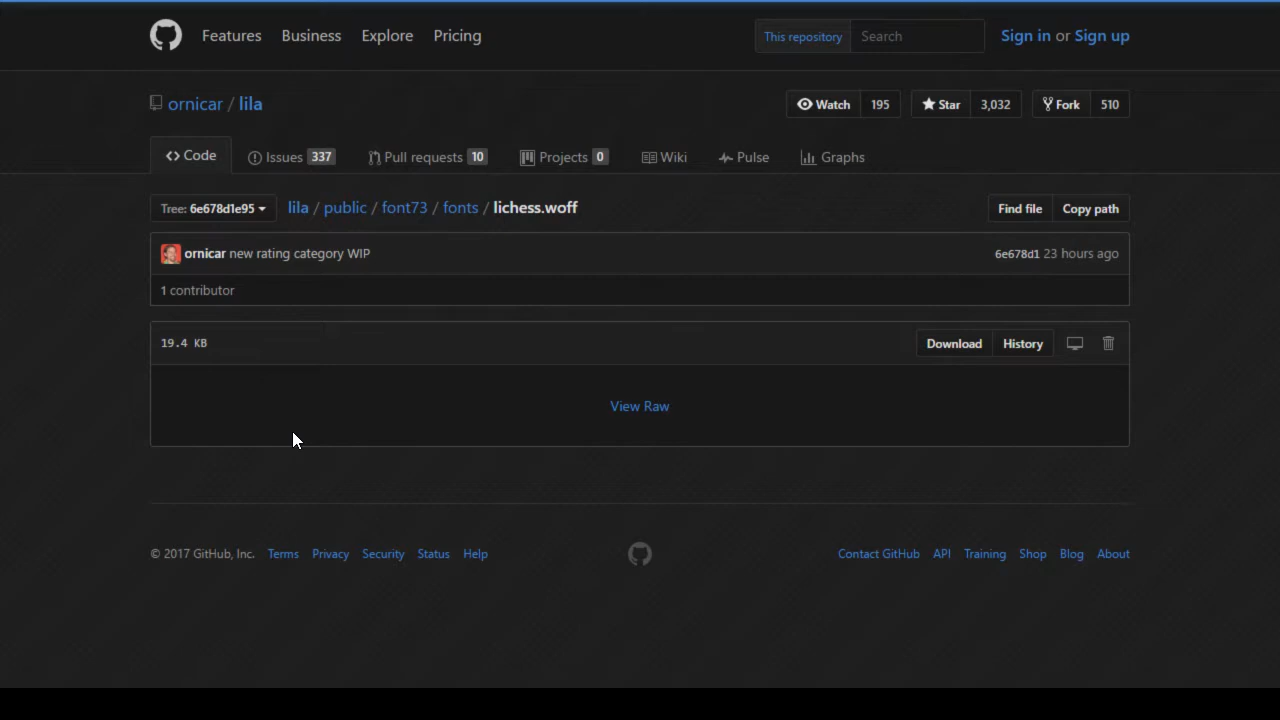 Features Business Explore Pricing This repository Search Sign in or Sign up
ornicar / lila Watch 195 Star 3,032 Fork 510
Code Issues 337 Pull requests 10 Projects 0 Wiki Pulse Graphs
Tree: 6e678d1e95 lila / public / font73 / fonts / lichess.woff Find file Copy path
ornicar new rating category WIP 6e678d1 23 hours ago
1 contributor
19.4 KB Download History
View Raw
© 2017 GitHub, Inc. Terms Privacy Security Status Help Contact GitHub API Training Shop Blog About